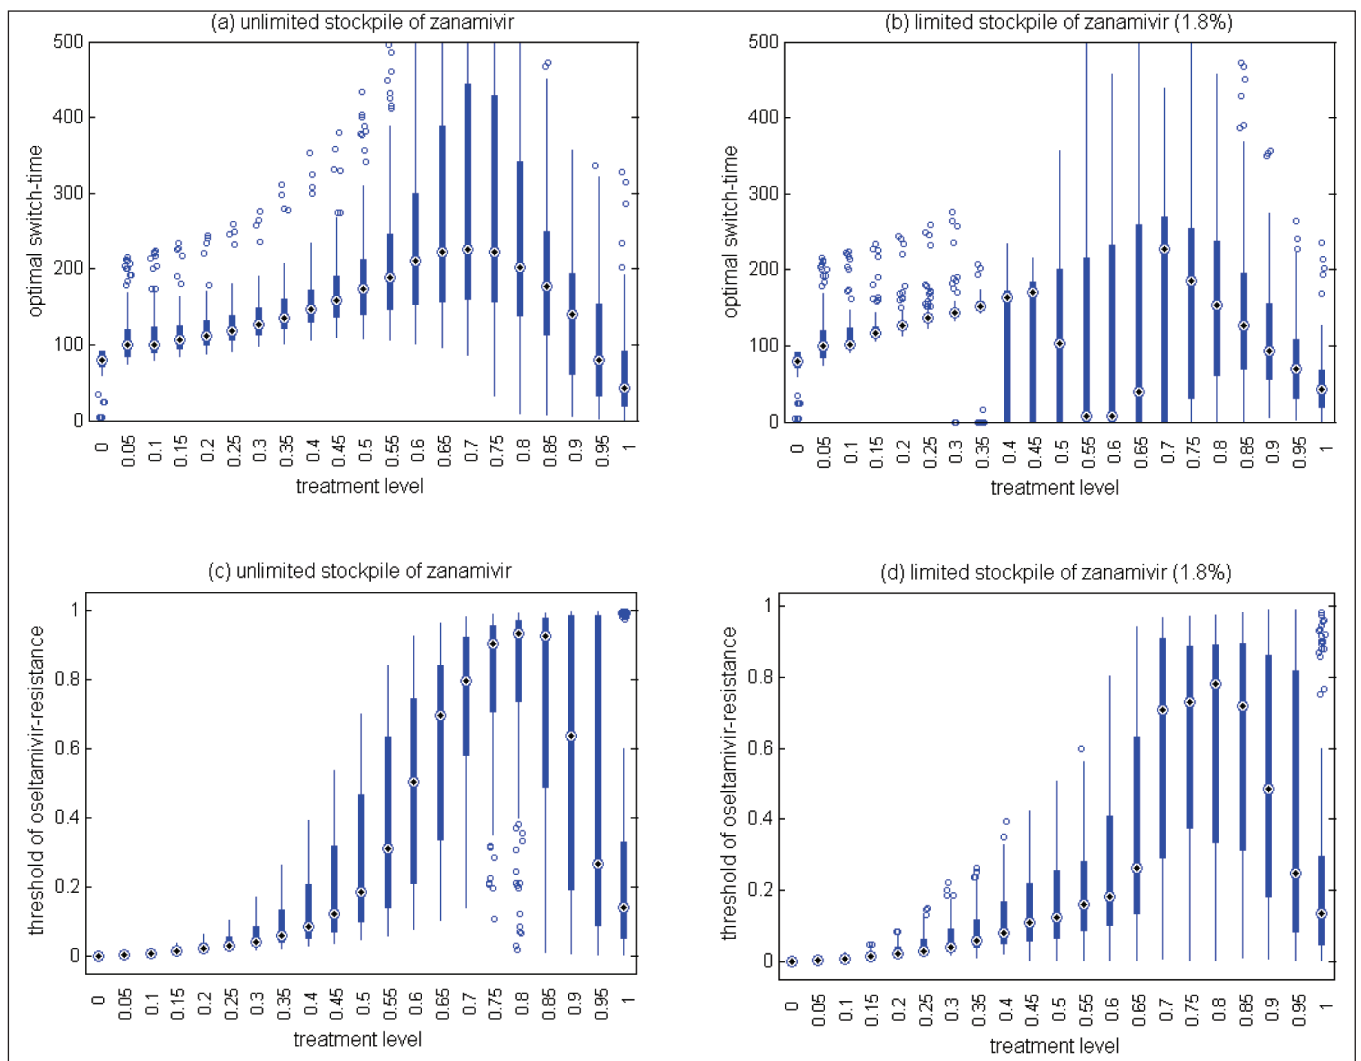 (a) unlimited stockpile of zanamivir
500
400
300
200
100
0
optimal switch-time
0 0.05 0.1 0.15 0.2 0.25 0.3 0.35 0.4 0.45 0.5 0.55 0.6 0.65 0.7 0.75 0.8 0.85 0.9 0.95 1
treatment level
(b) limited stockpile of zanamivir (1.8%)
500
400
300
200
100
0
optimal switch-time
0 0.05 0.1 0.15 0.2 0.25 0.3 0.35 0.4 0.45 0.5 0.55 0.6 0.65 0.7 0.75 0.8 0.85 0.9 0.95 1
treatment level
(c) unlimited stockpile of zanamivir
1
0.8
0.6
0.4
0.2
0
threshold of oseltamivir-resistance
0 0.05 0.1 0.15 0.2 0.25 0.3 0.35 0.4 0.45 0.5 0.55 0.6 0.65 0.7 0.75 0.8 0.85 0.9 0.95 1
treatment level
(d) limited stockpile of zanamivir (1.8%)
1
0.8
0.6
0.4
0.2
0
threshold of oseltamivir-resistance
0 0.05 0.1 0.15 0.2 0.25 0.3 0.35 0.4 0.45 0.5 0.55 0.6 0.65 0.7 0.75 0.8 0.85 0.9 0.95 1
treatment level